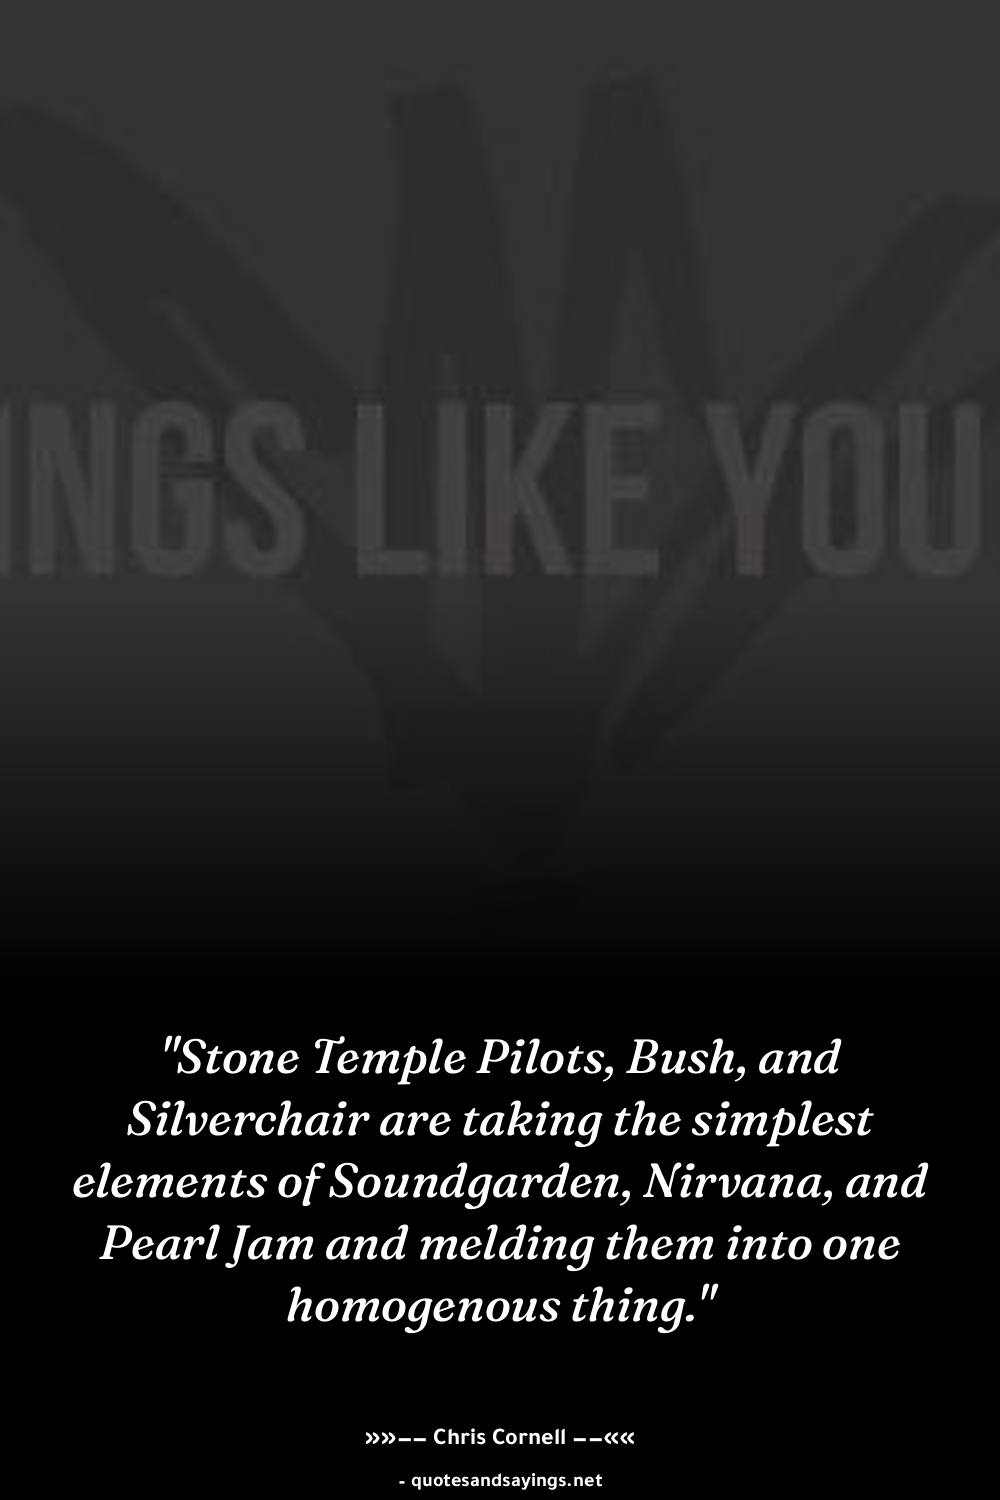 INGS LIKE YOU
"Stone Temple Pilots, Bush, and
Silverchair are taking the simplest
elements of Soundgarden, Nirvana, and
Pearl Jam and melding them into one
homogenous thing."
»»−− Chris Cornell −−««
- quotesandsayings.net